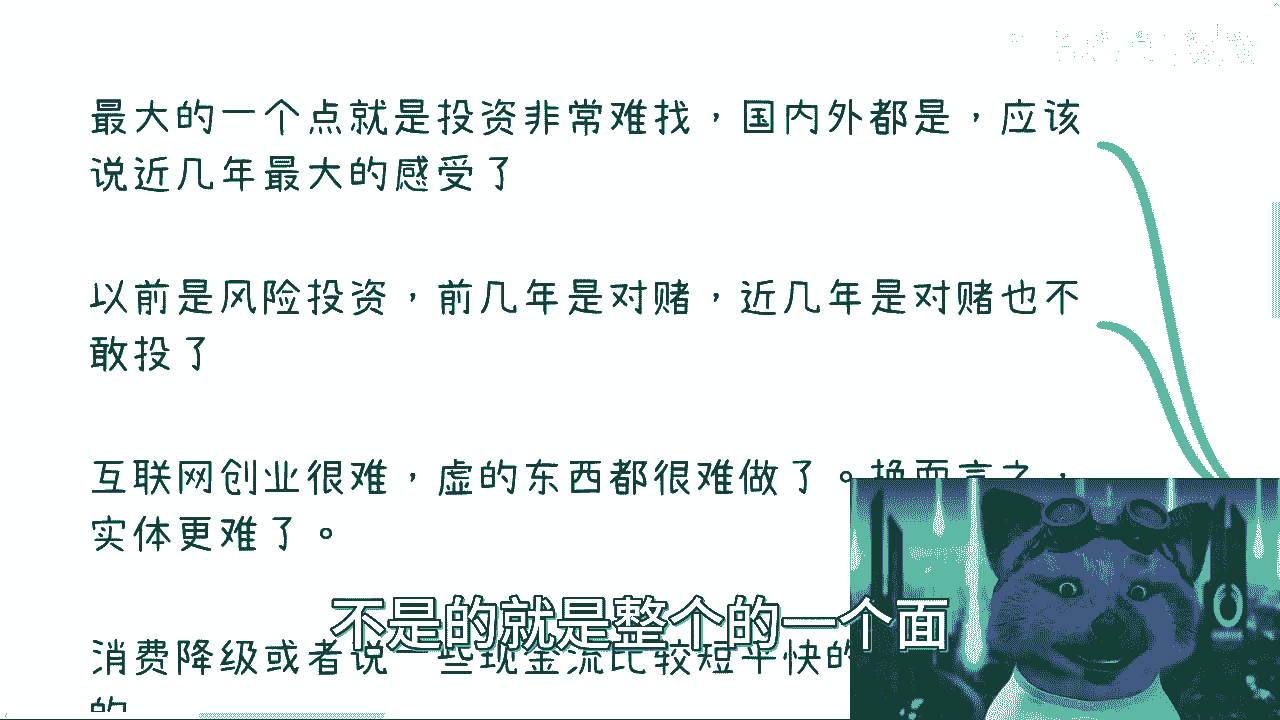 最大的一个点就是投资非常难找，国内外都是，应该
说近几年最大的感受了
以前是风险投资，前几年是对赌，近几年是对赌也不
敢投了
互联网创业很难，虚的东西都很难做了。换而言之，
实体更难了。
不是的就是整个的一个面
消费降级或者说一些现金流比较短平快的
的